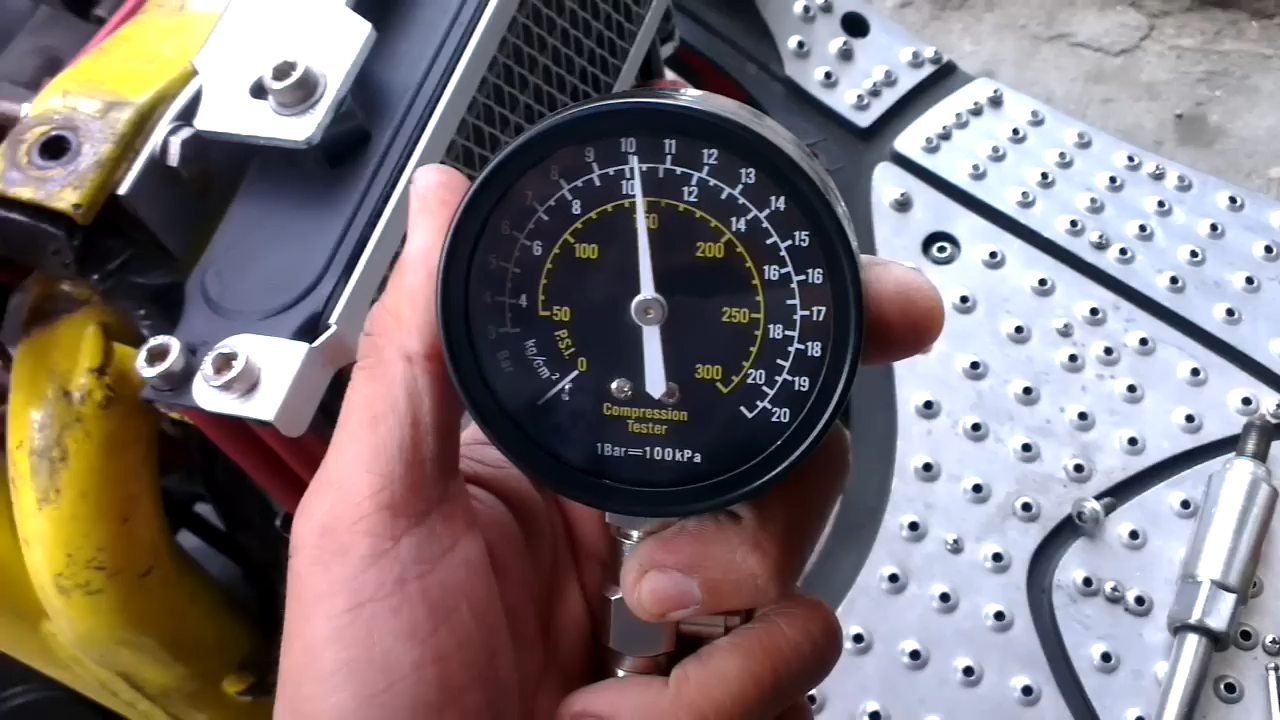 3 4 5 6 7 8 9 10 11 12 13 14 15 16 17 18 19 20
Bar
4 6 8 10 12 14 16 18 20
kg/cm²
50 100 50 200 250 300
P.S.I.
0
Compression
Tester
1Bar=100kPa